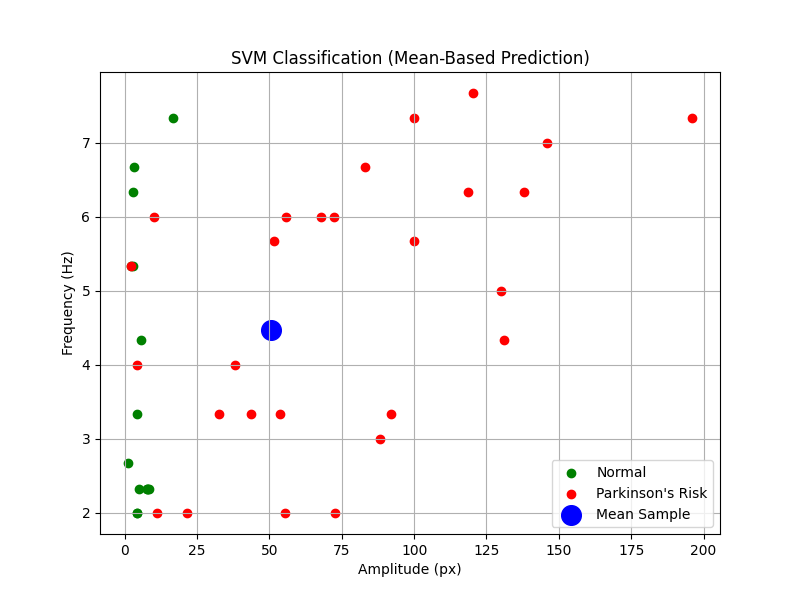 SVM Classification (Mean-Based Prediction)
Frequency (Hz)
7
6
5
4
3
2
0
25
50
75
100
125
150
175
200
Amplitude (px)
Normal
Parkinson's Risk
Mean Sample